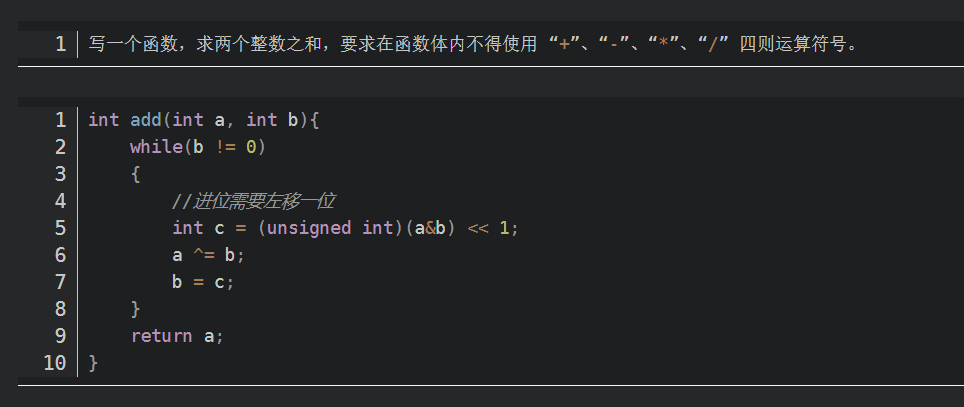 1 写一个函数，求两个整数之和，要求在函数体内不得使用 “+”、“-”、“*”、“/” 四则运算符号。
1 int add(int a, int b){
2     while(b != 0)
3     {
4         //进位需要左移一位
5         int c = (unsigned int)(a&b) << 1;
6         a ^= b;
7         b = c;
8     }
9     return a;
10 }